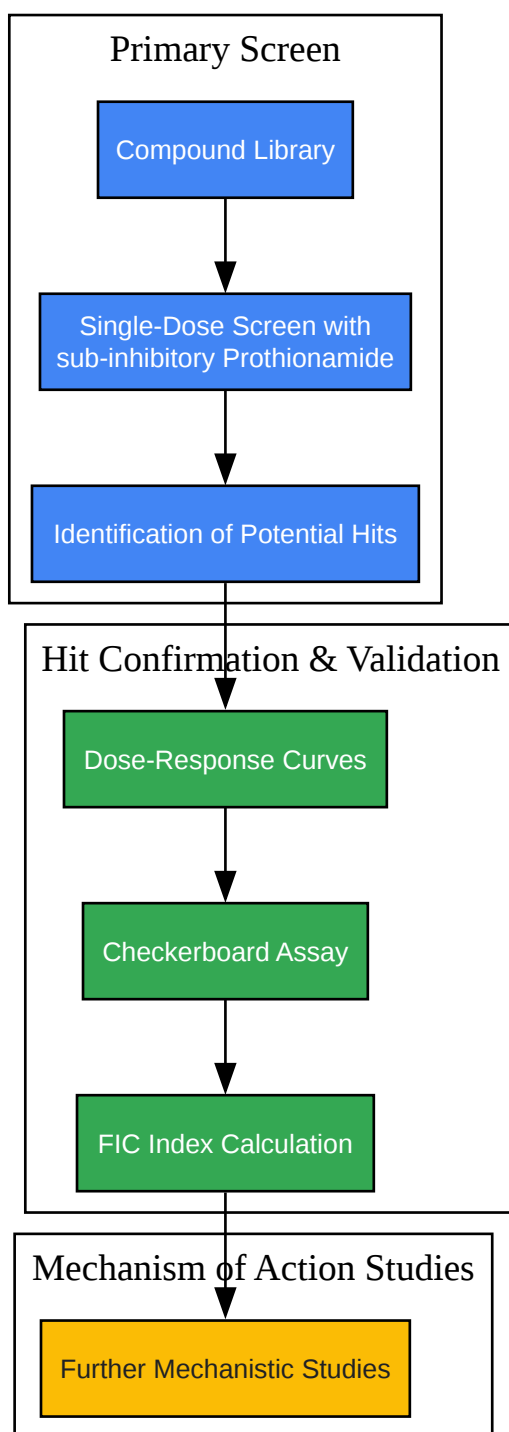 Primary Screen
Compound Library
Single-Dose Screen with
sub-inhibitory Prothionamide
Identification of Potential Hits
Hit Confirmation & Validation
Dose-Response Curves
Checkerboard Assay
FIC Index Calculation
Mechanism of Action Studies
Further Mechanistic Studies